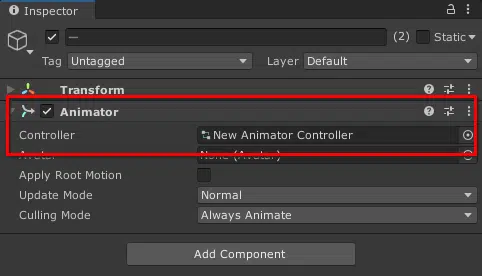 Inspector
— (2) Static
Tag Untagged Layer Default
Transform
Animator
Controller New Animator Controller
Avatar None (Avatar)
Apply Root Motion
Update Mode Normal
Culling Mode Always Animate
Add Component